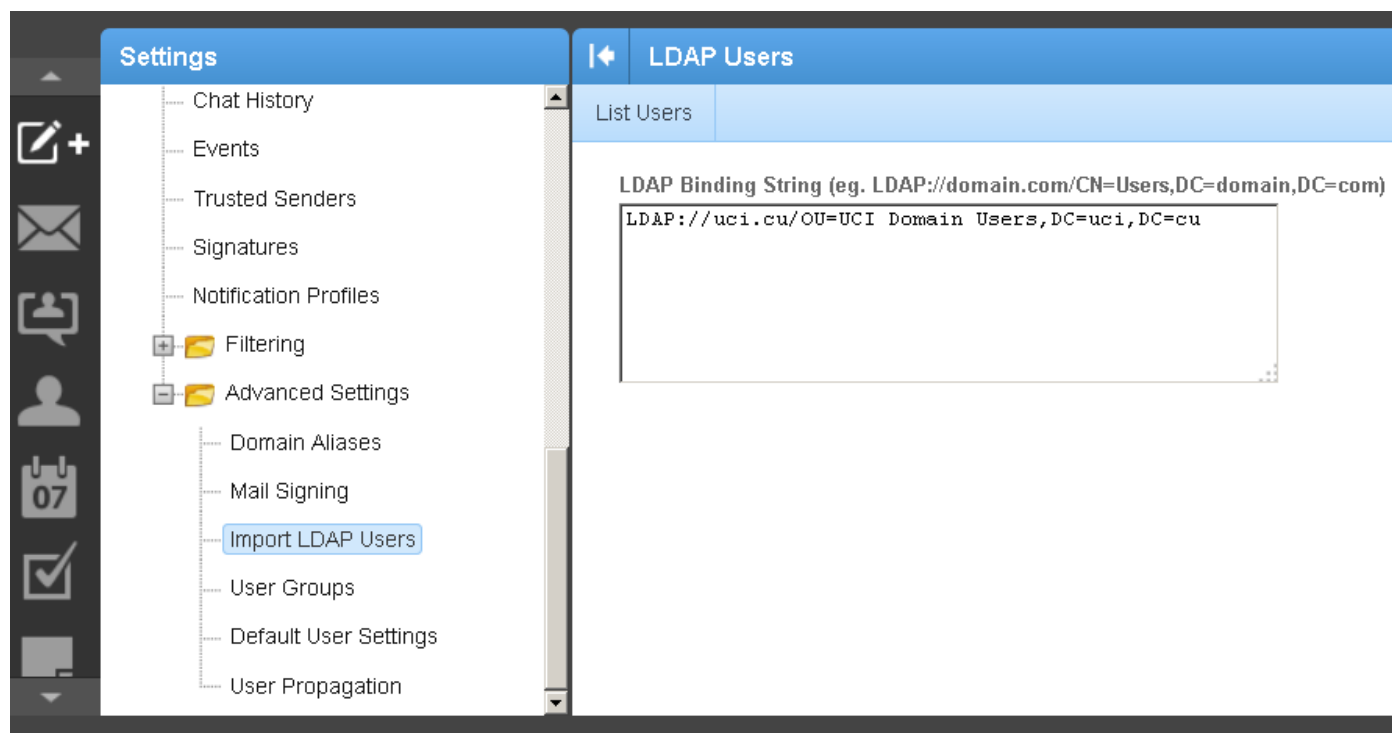 Settings
Chat History
Events
Trusted Senders
Signatures
Notification Profiles
Filtering
Advanced Settings
Domain Aliases
Mail Signing
Import LDAP Users
User Groups
Default User Settings
User Propagation
07
LDAP Users
List Users
LDAP Binding String (eg. LDAP://domain.com/CN=Users,DC=domain,DC=com)
LDAP://uci.cu/OU=UCI Domain Users,DC=uci,DC=cu